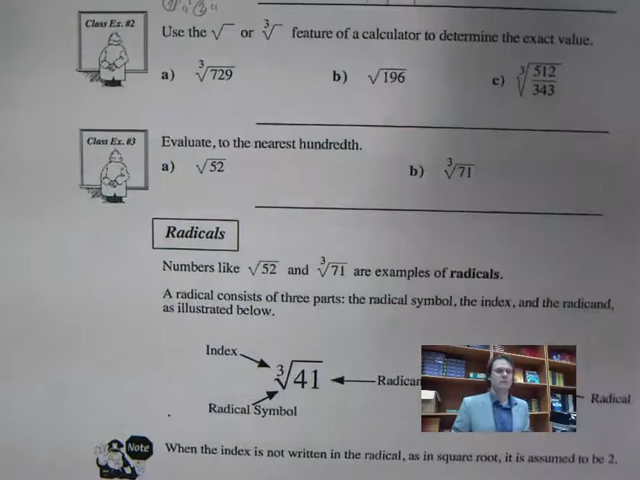 Class Ex. #2
Use the √ or ∛ feature of a calculator to determine the exact value.
a) ∛729 b) √196 c) ∛(512/343)
Class Ex. #3
Evaluate, to the nearest hundredth.
a) √52 b) ∛71
Radicals
Numbers like √52 and ∛71 are examples of radicals.
A radical consists of three parts: the radical symbol, the index, and the radicand,
as illustrated below.
Index
∛41
Radical
Radical Symbol
Note
When the index is not written in the radical, as in square root, it is assumed to be 2.